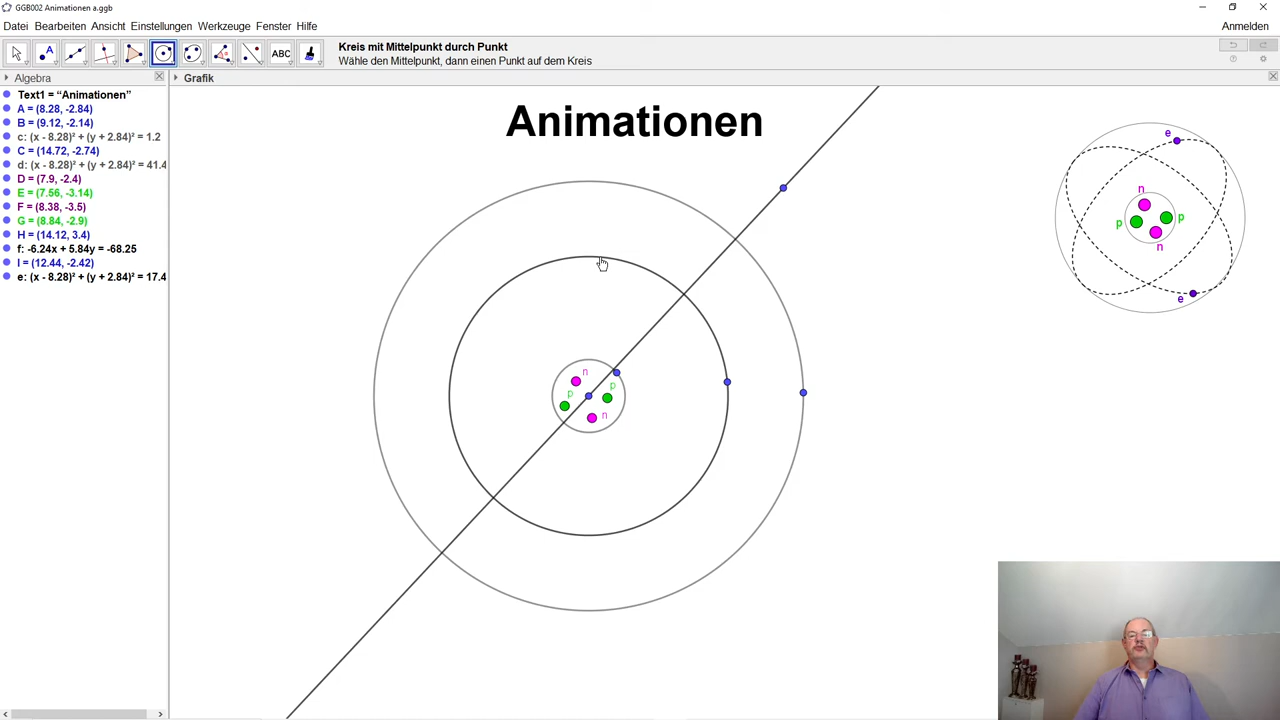 GGB002 Animationen a.ggb
Datei Bearbeiten Ansicht Einstellungen Werkzeuge Fenster Hilfe
Anmelden
ABC
Kreis mit Mittelpunkt durch Punkt
Wähle den Mittelpunkt, dann einen Punkt auf dem Kreis
Algebra
Grafik
Text1 = “Animationen”
A = (8.28, -2.84)
B = (9.12, -2.14)
c: (x - 8.28)² + (y + 2.84)² = 1.2
C = (14.72, -2.74)
d: (x - 8.28)² + (y + 2.84)² = 41.4
D = (7.9, -2.4)
E = (7.56, -3.14)
F = (8.38, -3.5)
G = (8.84, -2.9)
H = (14.12, 3.4)
f: -6.24x + 5.84y = -68.25
I = (12.44, -2.42)
e: (x - 8.28)² + (y + 2.84)² = 17.4
Animationen
n
p
p
n
e
n
p
p
n
e